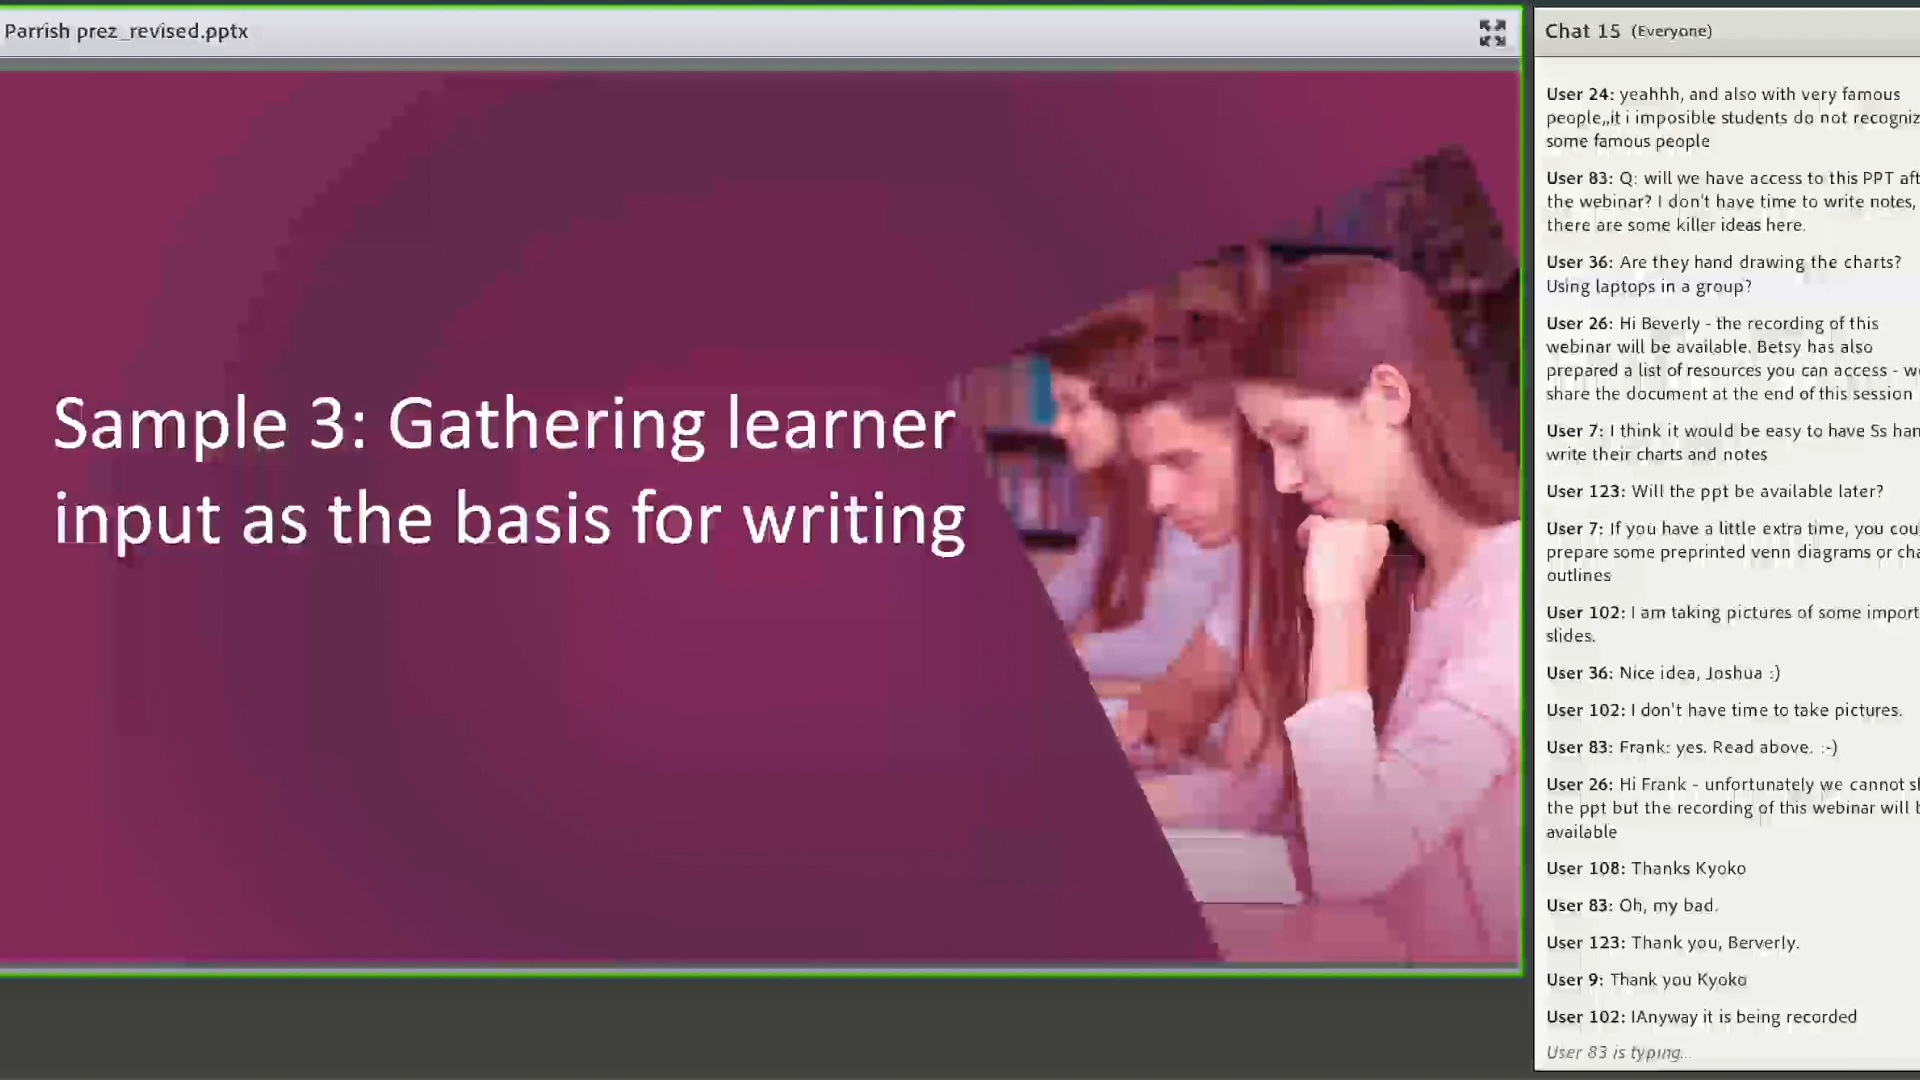 Parrish prez_revised.pptx
Sample 3: Gathering learner
input as the basis for writing
Chat 15 (Everyone)
User 24: yeahhh, and also with very famous
people,,it i imposible students do not recogniz
some famous people
User 83: Q: will we have access to this PPT aft
the webinar? I don't have time to write notes,
there are some killer ideas here.
User 36: Are they hand drawing the charts?
Using laptops in a group?
User 26: Hi Beverly - the recording of this
webinar will be available. Betsy has also
prepared a list of resources you can access - we
share the document at the end of this session
User 7: I think it would be easy to have Ss han
write their charts and notes
User 123: Will the ppt be available later?
User 7: If you have a little extra time, you cou
prepare some preprinted venn diagrams or cha
outlines
User 102: I am taking pictures of some import
slides.
User 36: Nice idea, Joshua :)
User 102: I don't have time to take pictures.
User 83: Frank: yes. Read above. :-)
User 26: Hi Frank - unfortunately we cannot sh
the ppt but the recording of this webinar will b
available
User 108: Thanks Kyoko
User 83: Oh, my bad.
User 123: Thank you, Berverly.
User 9: Thank you Kyoko
User 102: IAnyway it is being recorded
User 83 is typing...